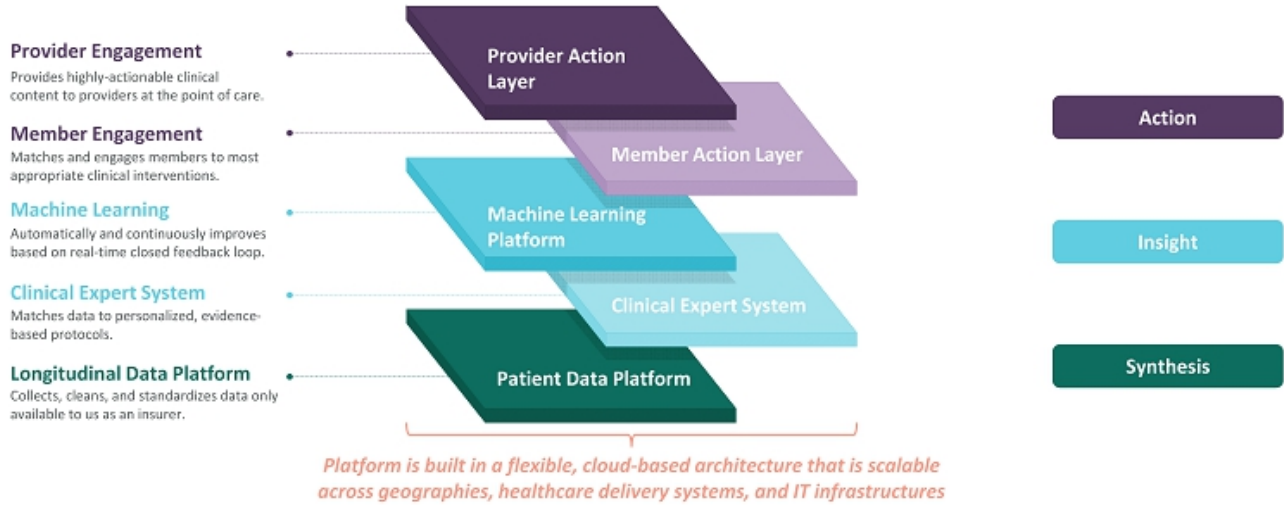 Provider Engagement
Provides highly-actionable clinical
content to providers at the point of care.
Member Engagement
Matches and engages members to most
appropriate clinical interventions.
Machine Learning
Automatically and continuously improves
based on real-time closed feedback loop.
Clinical Expert System
Matches data to personalized, evidence-
based protocols.
Longitudinal Data Platform
Collects, cleans, and standardizes data only
available to us as an insurer.
Provider Action
Layer
Member Action Layer
Machine Learning
Platform
Clinical Expert System
Patient Data Platform
Action
Insight
Synthesis
Platform is built in a flexible, cloud-based architecture that is scalable
across geographies, healthcare delivery systems, and IT infrastructures